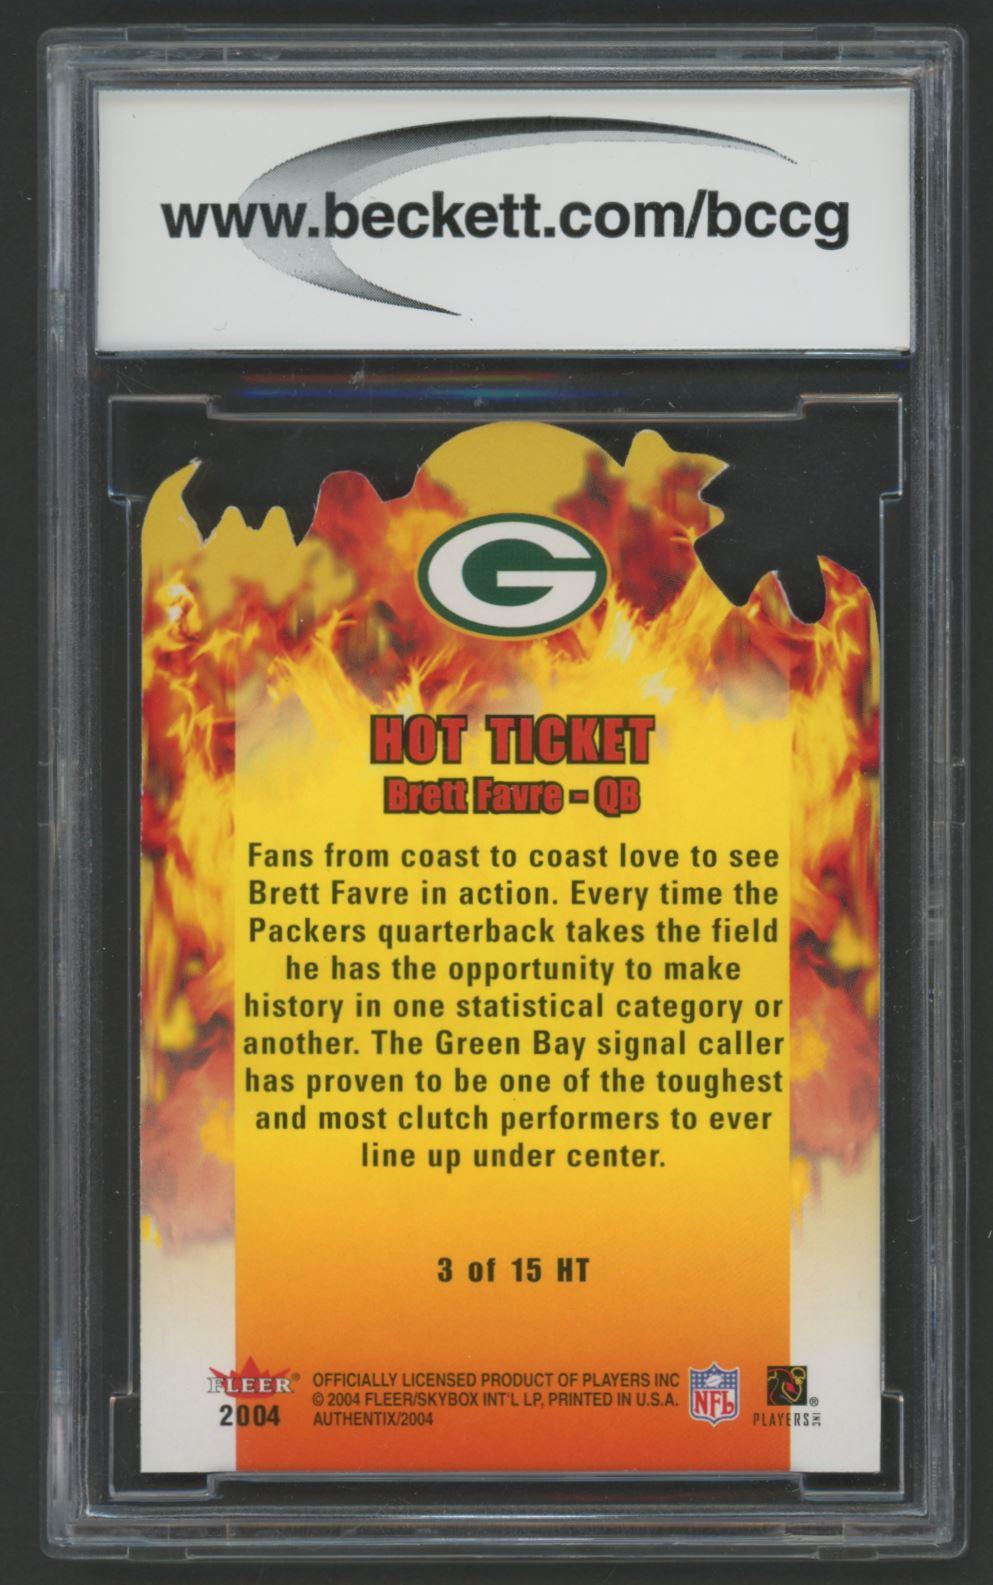 www.beckett.com/bccg
G
HOT TICKET
Brett Favre - QB
Fans from coast to coast love to see
Brett Favre in action. Every time the
Packers quarterback takes the field
he has the opportunity to make
history in one statistical category or
another. The Green Bay signal caller
has proven to be one of the toughest
and most clutch performers to ever
line up under center.
3 of 15 HT
FLEER®
2004
OFFICIALLY LICENSED PRODUCT OF PLAYERS INC
© 2004 FLEER/SKYBOX INT'L LP, PRINTED IN U.S.A.
AUTHENTIX/2004
NFL
PLAYERS INC ®